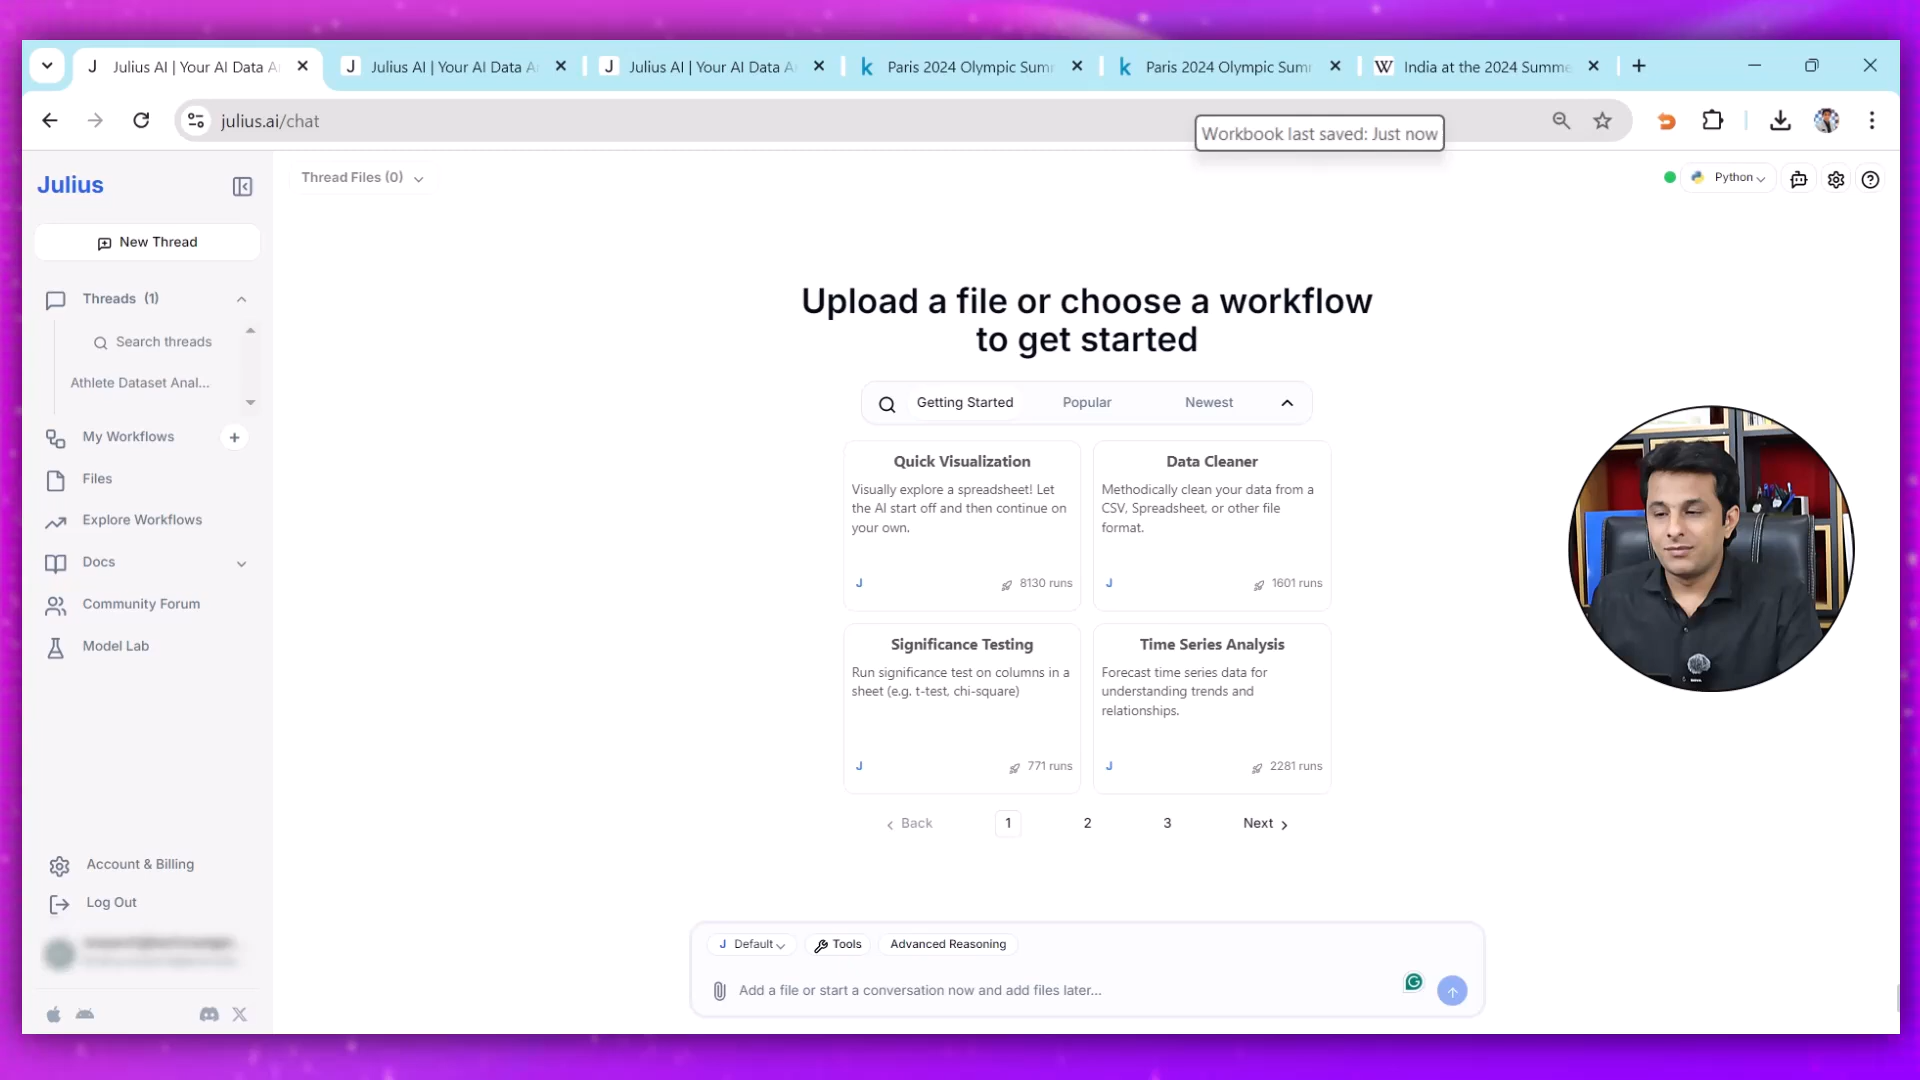 Julius AI | Your AI Data A
Julius AI | Your AI Data A
Julius AI | Your AI Data A
Paris 2024 Olympic Sum
Paris 2024 Olympic Sum
India at the 2024 Summe
julius.ai/chat
Workbook last saved: Just now
Julius
Thread Files (0)
Python
New Thread
Threads (1)
Search threads
Athlete Dataset Anal...
My Workflows
Files
Explore Workflows
Docs
Community Forum
Model Lab
Account & Billing
Log Out
Upload a file or choose a workflow
to get started
Getting Started
Popular
Newest
Quick Visualization
Visually explore a spreadsheet! Let
the AI start off and then continue on
your own.
J
8130 runs
Data Cleaner
Methodically clean your data from a
CSV, Spreadsheet, or other file
format.
J
1601 runs
Significance Testing
Run significance test on columns in a
sheet (e.g. t-test, chi-square)
J
771 runs
Time Series Analysis
Forecast time series data for
understanding trends and
relationships.
J
2281 runs
Back
1
2
3
Next
J Default
Tools
Advanced Reasoning
Add a file or start a conversation now and add files later...